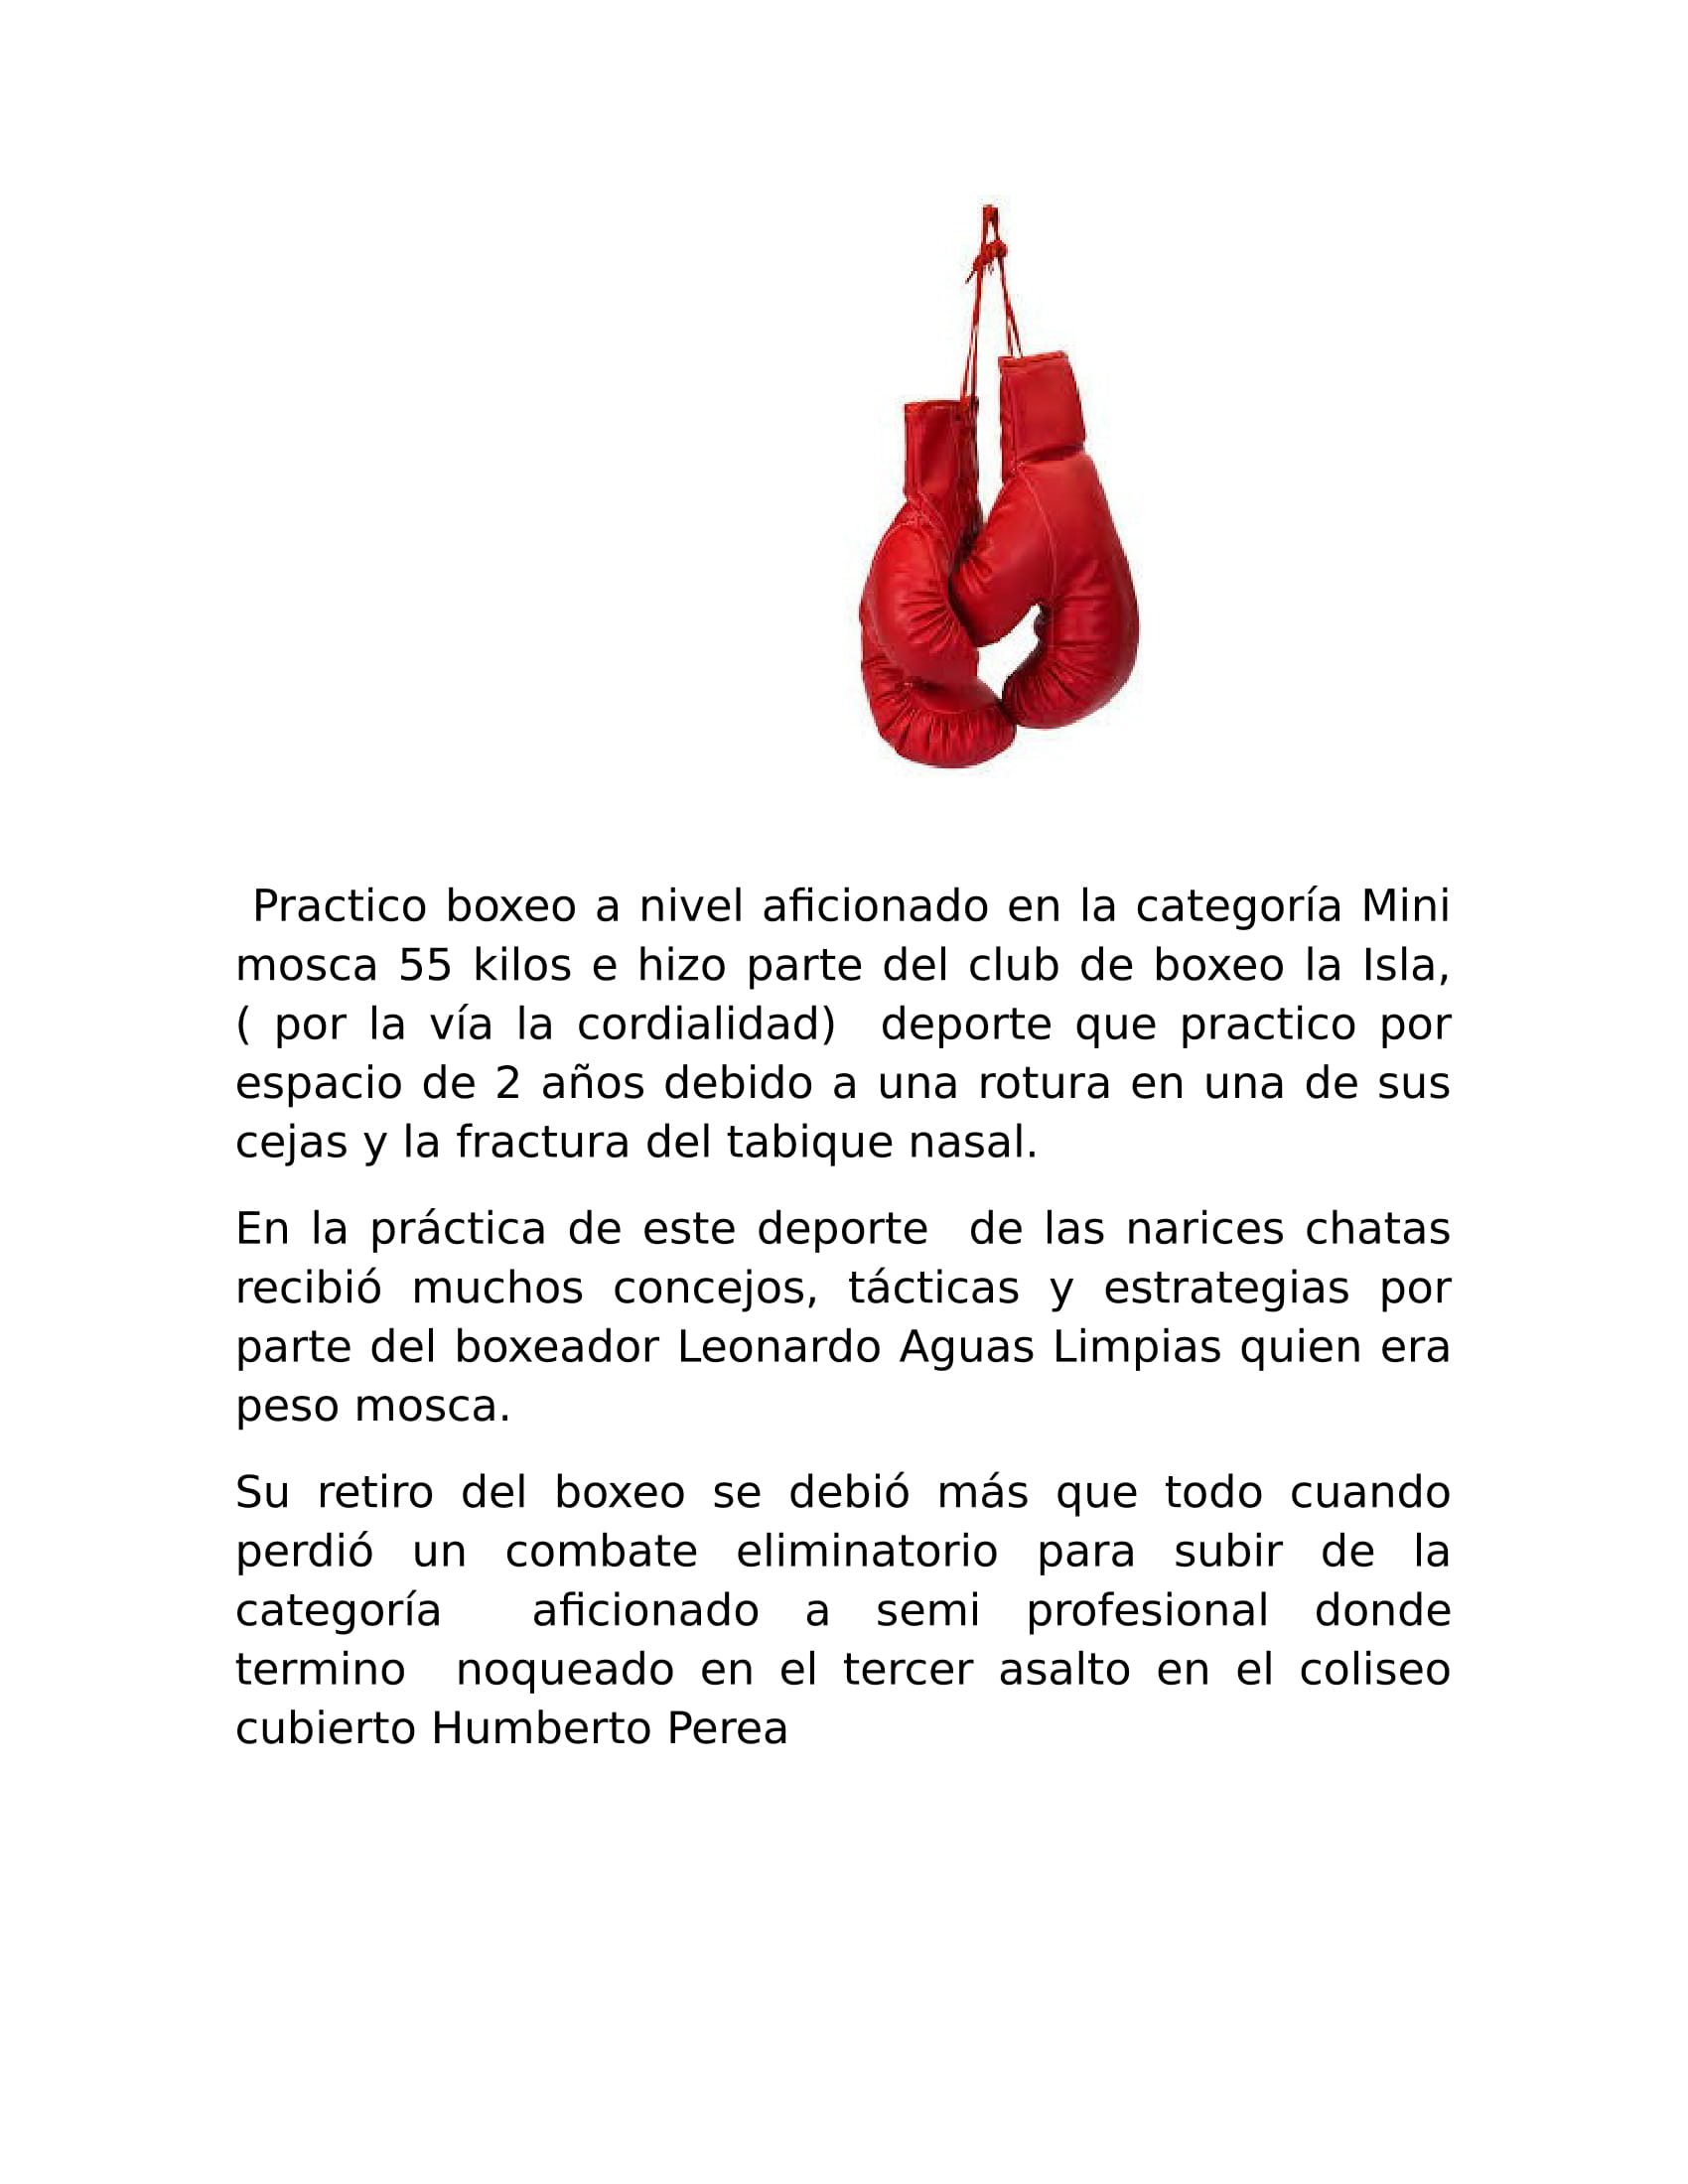 Practico boxeo a nivel aficionado en la categoría Mini
mosca 55 kilos e hizo parte del club de boxeo la Isla,
( por la vía la cordialidad)  deporte que practico por
espacio de 2 años debido a una rotura en una de sus
cejas y la fractura del tabique nasal.
En la práctica de este deporte  de las narices chatas
recibió muchos concejos, tácticas y estrategias por
parte del boxeador Leonardo Aguas Limpias quien era
peso mosca.
Su retiro del boxeo se debió más que todo cuando
perdió un combate eliminatorio para subir de la
categoría  aficionado a semi profesional donde
termino  noqueado en el tercer asalto en el coliseo
cubierto Humberto Perea